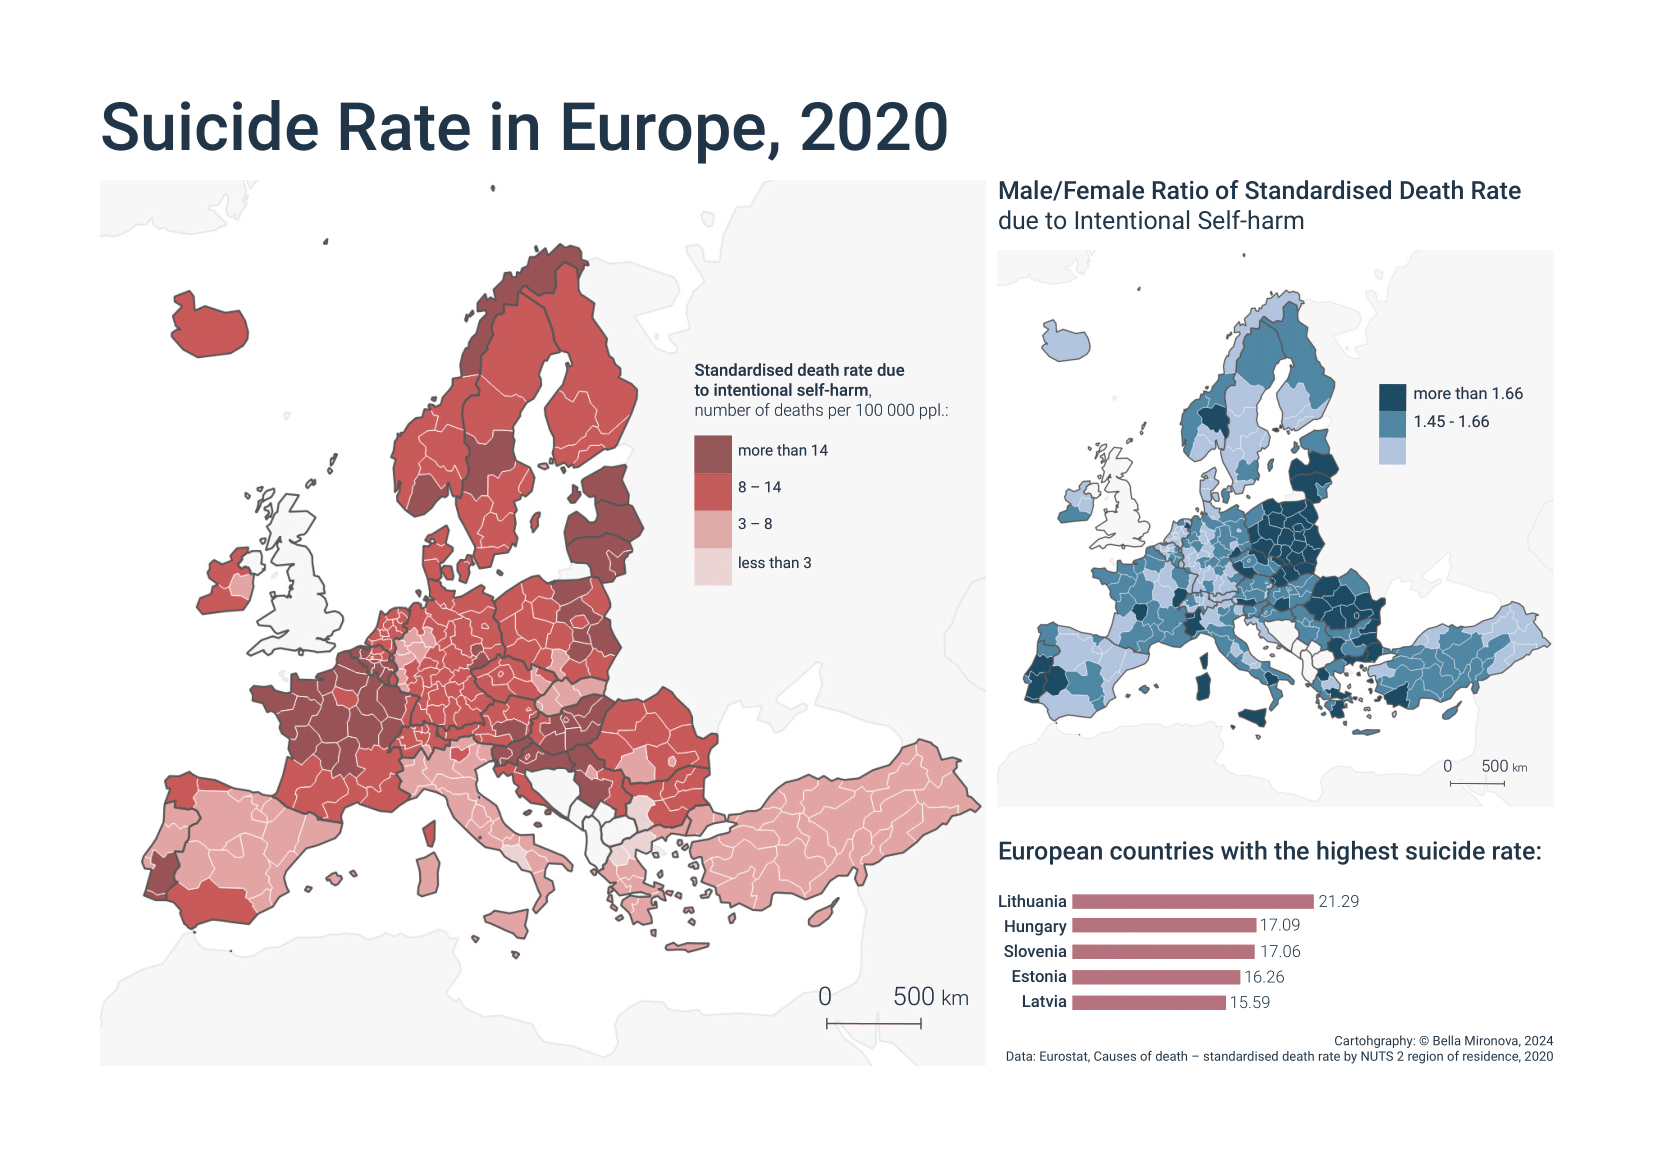 Suicide Rate in Europe, 2020
Standardised death rate due
to intentional self-harm,
number of deaths per 100 000 ppl.:
more than 14
8 – 14
3 – 8
less than 3
0 500 km
Male/Female Ratio of Standardised Death Rate
due to Intentional Self-harm
more than 1.66
1.45 - 1.66
0 500 km
European countries with the highest suicide rate:
Lithuania 21.29
Hungary 17.09
Slovenia 17.06
Estonia 16.26
Latvia 15.59
Cartohgraphy: © Bella Mironova, 2024
Data: Eurostat, Causes of death – standardised death rate by NUTS 2 region of residence, 2020